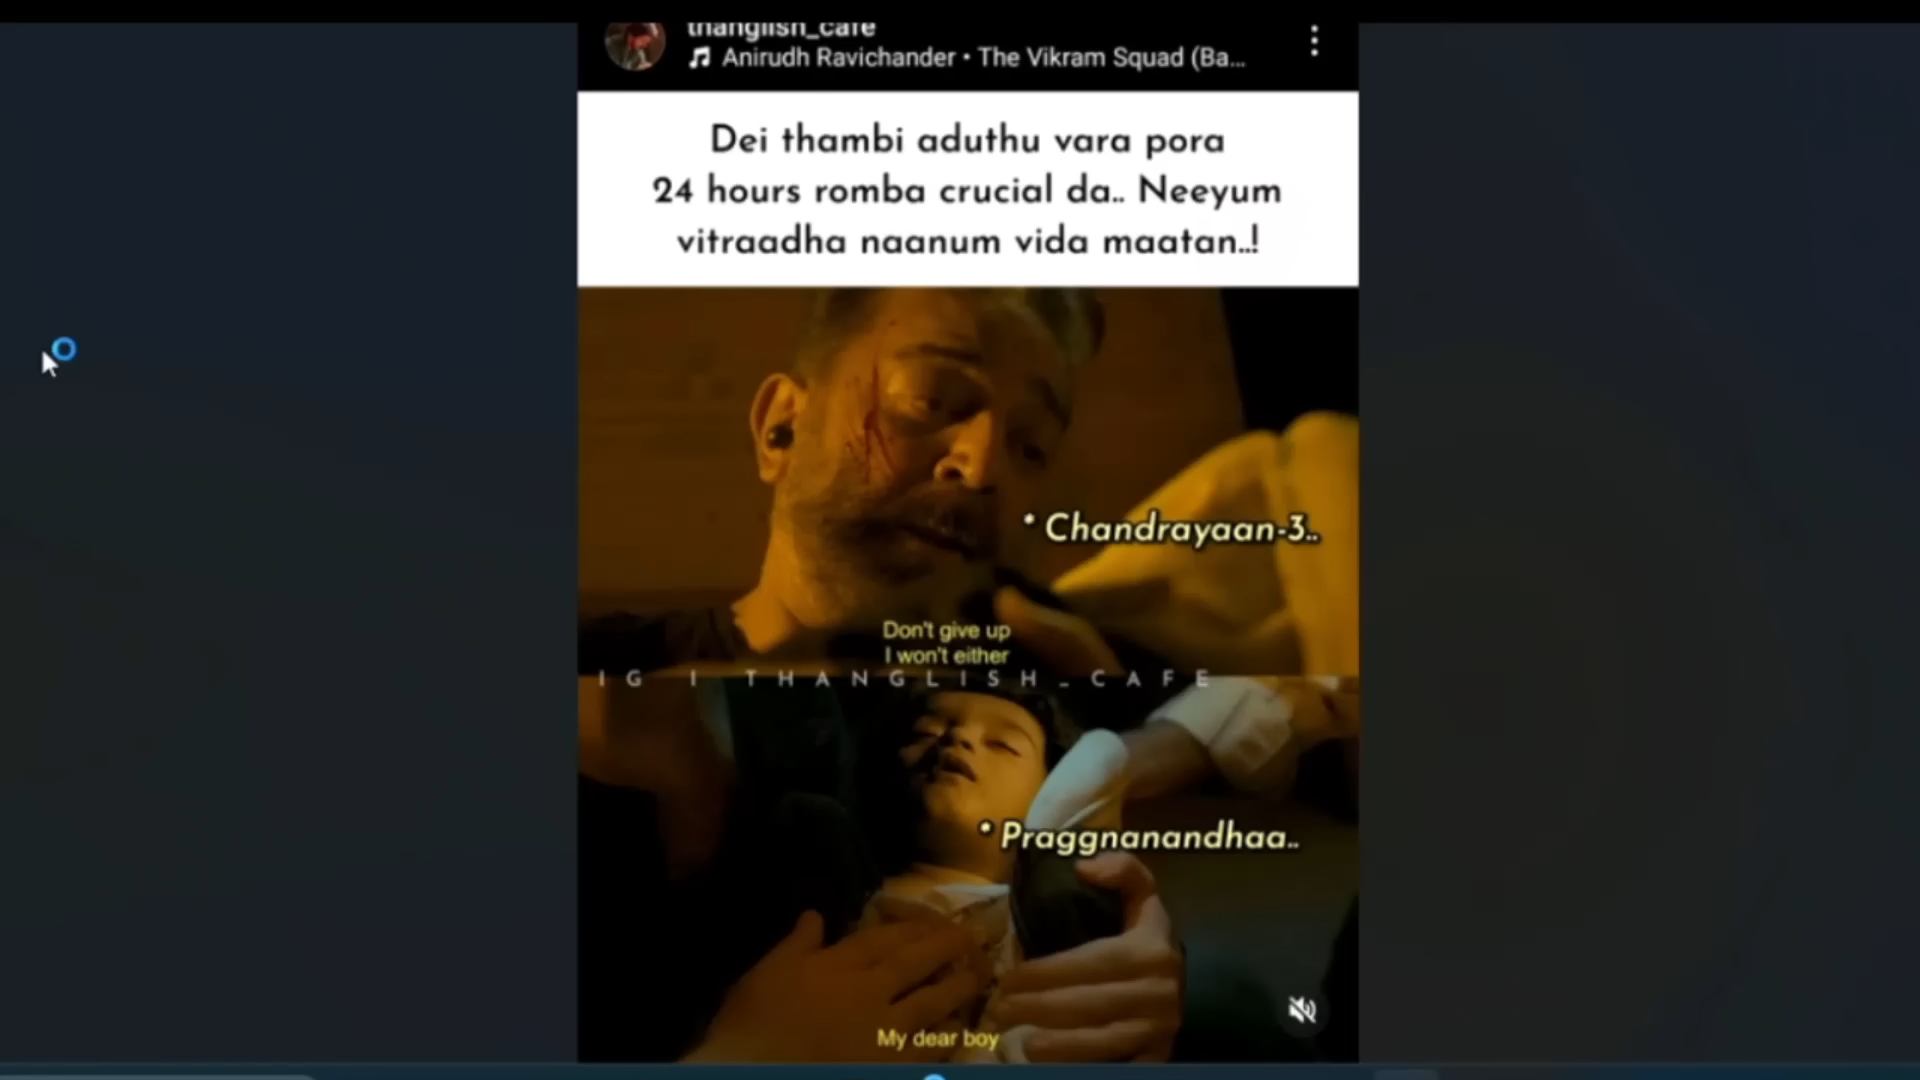 thanglish_cafe
Anirudh Ravichander • The Vikram Squad (Ba...
Dei thambi aduthu vara pora
24 hours romba crucial da.. Neeyum
vitraadha naanum vida maatan..!
* Chandrayaan-3..
Don't give up
I won't either
IG | THANGLISH_CAFE
* Praggnanandhaa..
My dear boy